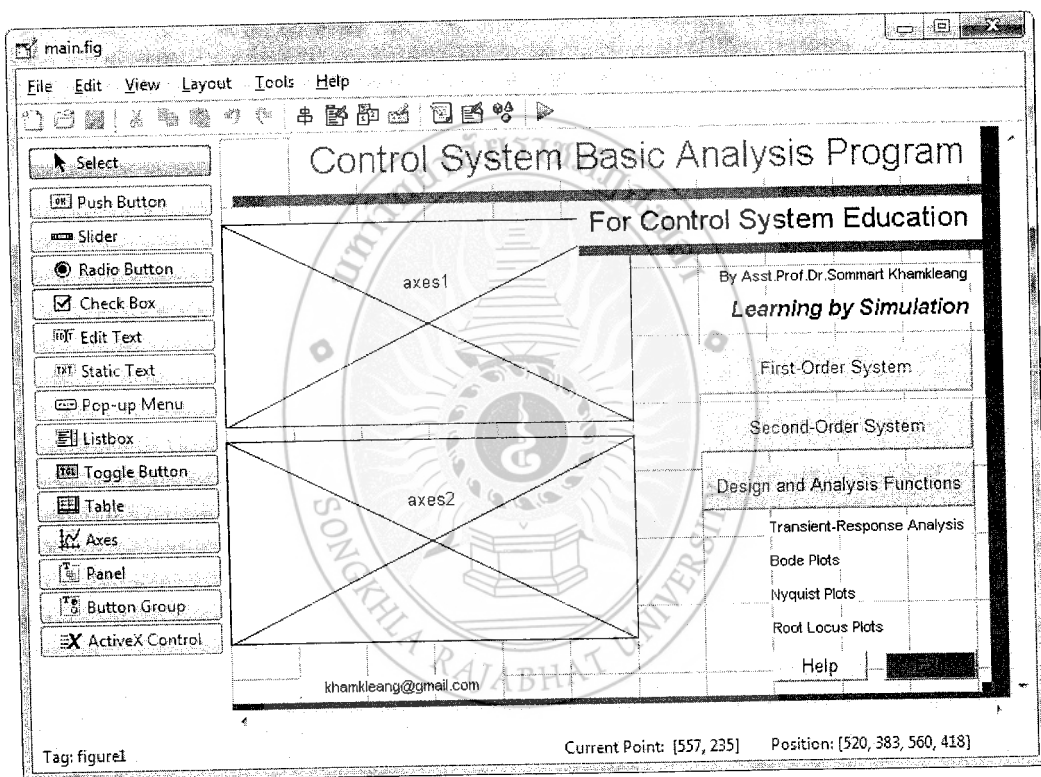 main.fig
File Edit View Layout Tools Help
Select
Push Button
Slider
Radio Button
Check Box
Edit Text
Static Text
Pop-up Menu
Listbox
Toggle Button
Table
Axes
Panel
Button Group
ActiveX Control
Control System Basic Analysis Program
For Control System Education
By Asst.Prof.Dr.Sommart Khamkleang
Learning by Simulation
axes1
axes2
First-Order System
Second-Order System
Design and Analysis Functions
Transient-Response Analysis
Bode Plots
Nyquist Plots
Root Locus Plots
Help
khamkleang@gmail.com
SONGKHLA RAJABHAT UNIVERSITY
Tag: figure1
Current Point: [557, 235] Position: [520, 383, 560, 418]